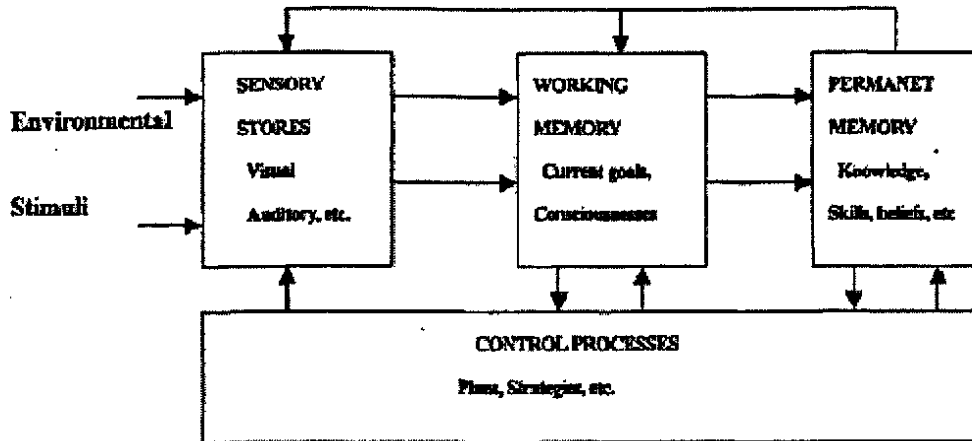 Environmental
Stimuli
SENSORY
STORES
Visual
Auditory, etc.
WORKING
MEMORY
Current goals,
Consciousnesses
PERMANET
MEMORY
Knowledge,
Skills, beliefs, etc
CONTROL PROCESSES
Plans, Strategies, etc.